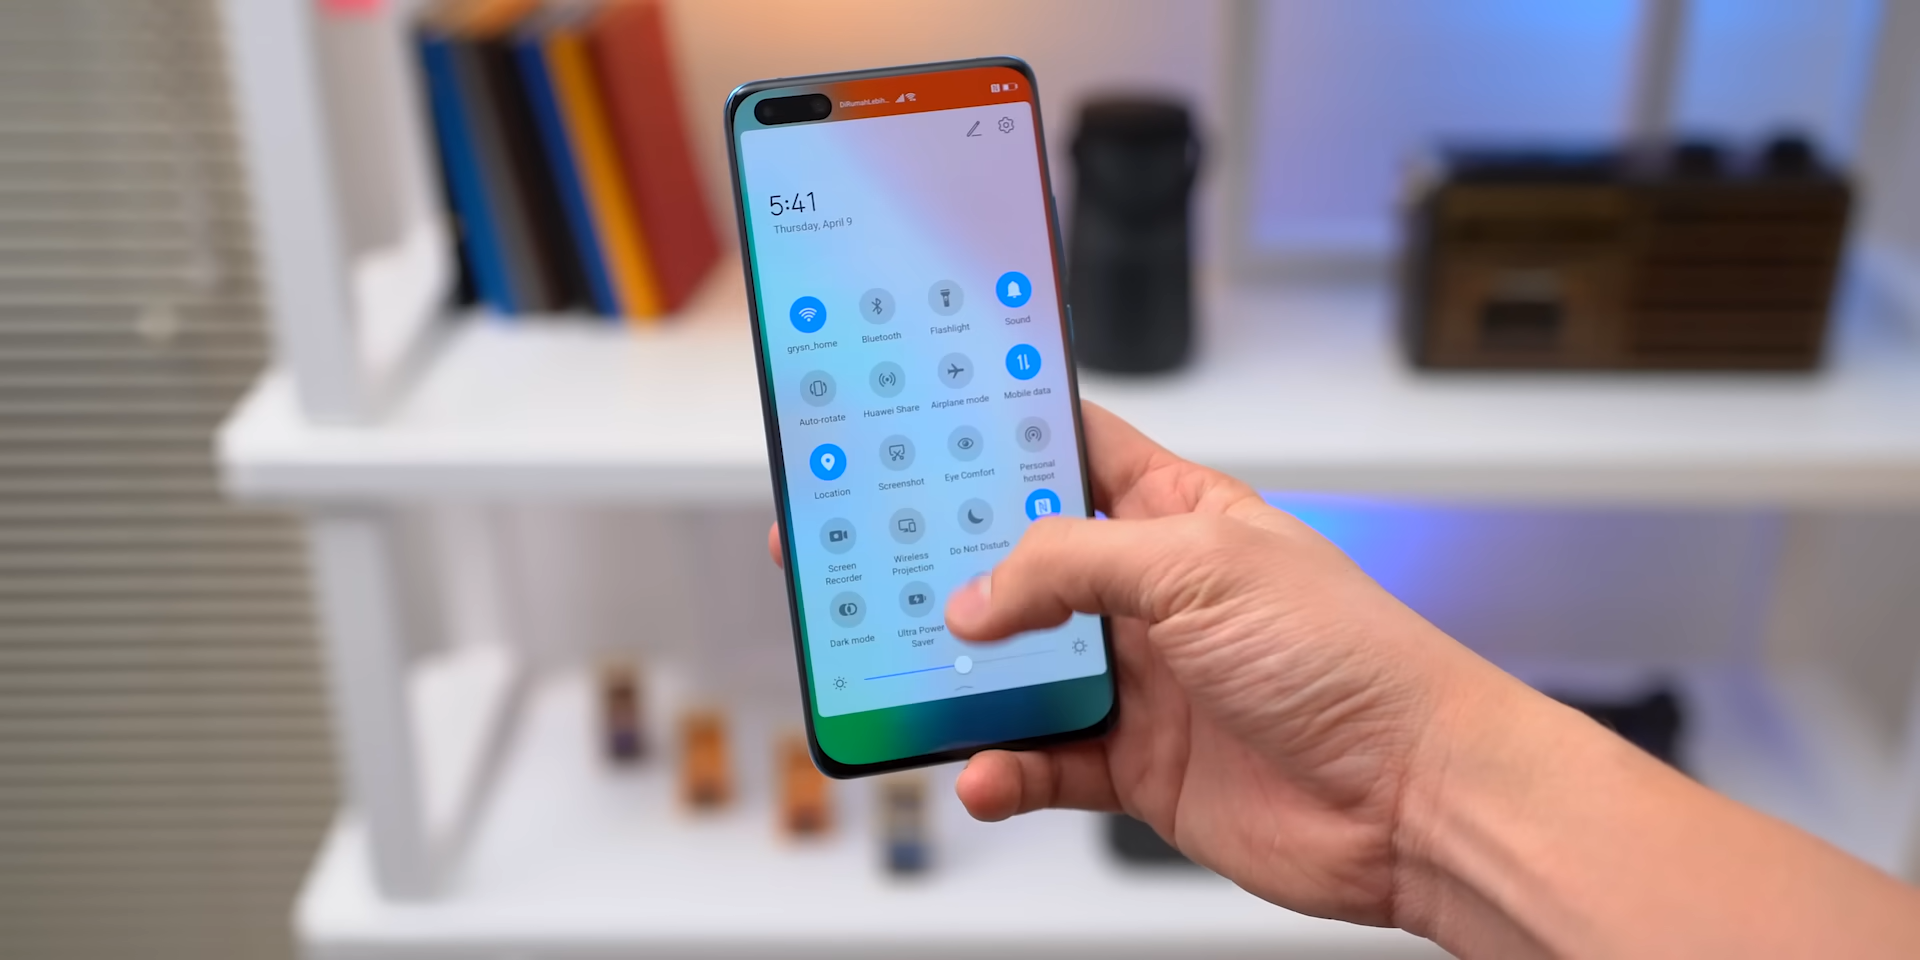 DiRumahLebih...
5:41
Thursday, April 9
grysn_home
Bluetooth
Flashlight
Sound
Auto-rotate
Huawei Share
Airplane mode
Mobile data
Location
Screenshot
Eye Comfort
Personal
hotspot
Screen
Recorder
Wireless
Projection
Do Not Disturb
Dark mode
Ultra Power
Saver